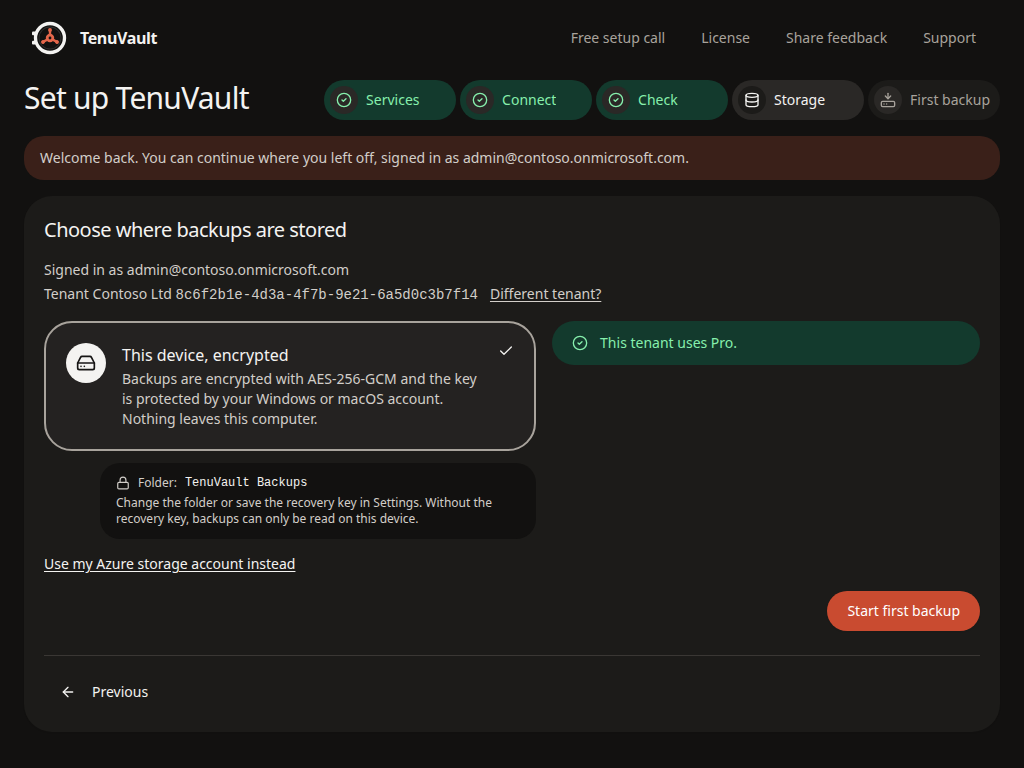 TenuVault
Free setup call
License
Share feedback
Support
Set up TenuVault
Services
Connect
Check
Storage
First backup
Welcome back. You can continue where you left off, signed in as admin@contoso.onmicrosoft.com.
Choose where backups are stored
Signed in as admin@contoso.onmicrosoft.com
Tenant Contoso Ltd 8c6f2b1e-4d3a-4f7b-9e21-6a5d0c3b7f14 Different tenant?
This device, encrypted
Backups are encrypted with AES-256-GCM and the key
is protected by your Windows or macOS account.
Nothing leaves this computer.
This tenant uses Pro.
Folder: TenuVault Backups
Change the folder or save the recovery key in Settings. Without the
recovery key, backups can only be read on this device.
Use my Azure storage account instead
Start first backup
Previous